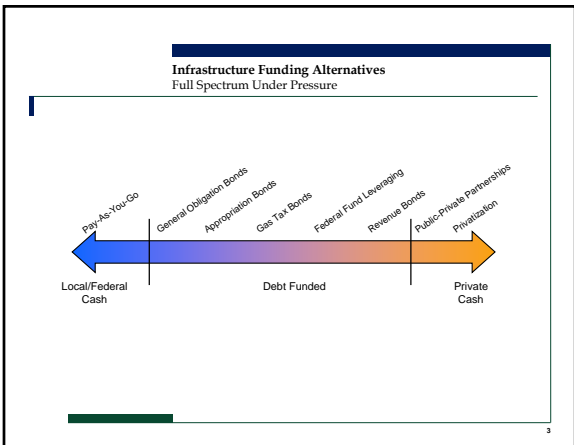 Infrastructure Funding Alternatives
Full Spectrum Under Pressure
Pay-As-You-Go
General Obligation Bonds
Appropriation Bonds
Gas Tax Bonds
Federal Fund Leveraging
Revenue Bonds
Public-Private Partnerships
Privatization
Local/Federal
Cash
Debt Funded
Private
Cash
3